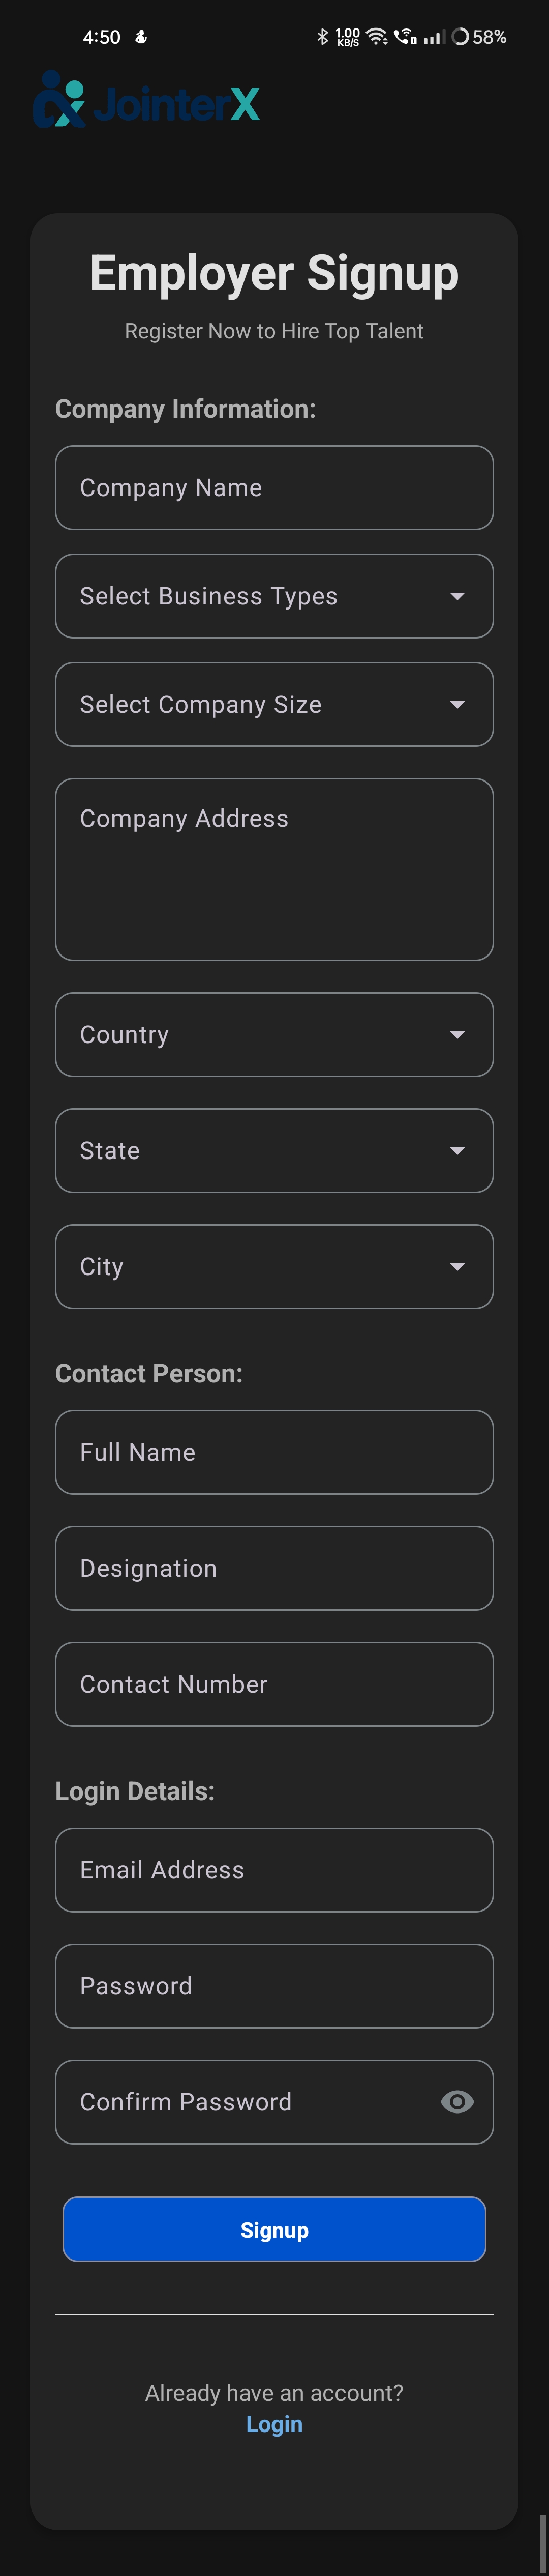 4:50
1.00
KB/S
58%
JointerX
Employer Signup
Register Now to Hire Top Talent
Company Information:
Company Name
Select Business Types
Select Company Size
Company Address
Country
State
City
Contact Person:
Full Name
Designation
Contact Number
Login Details:
Email Address
Password
Confirm Password
Signup
Already have an account?
Login